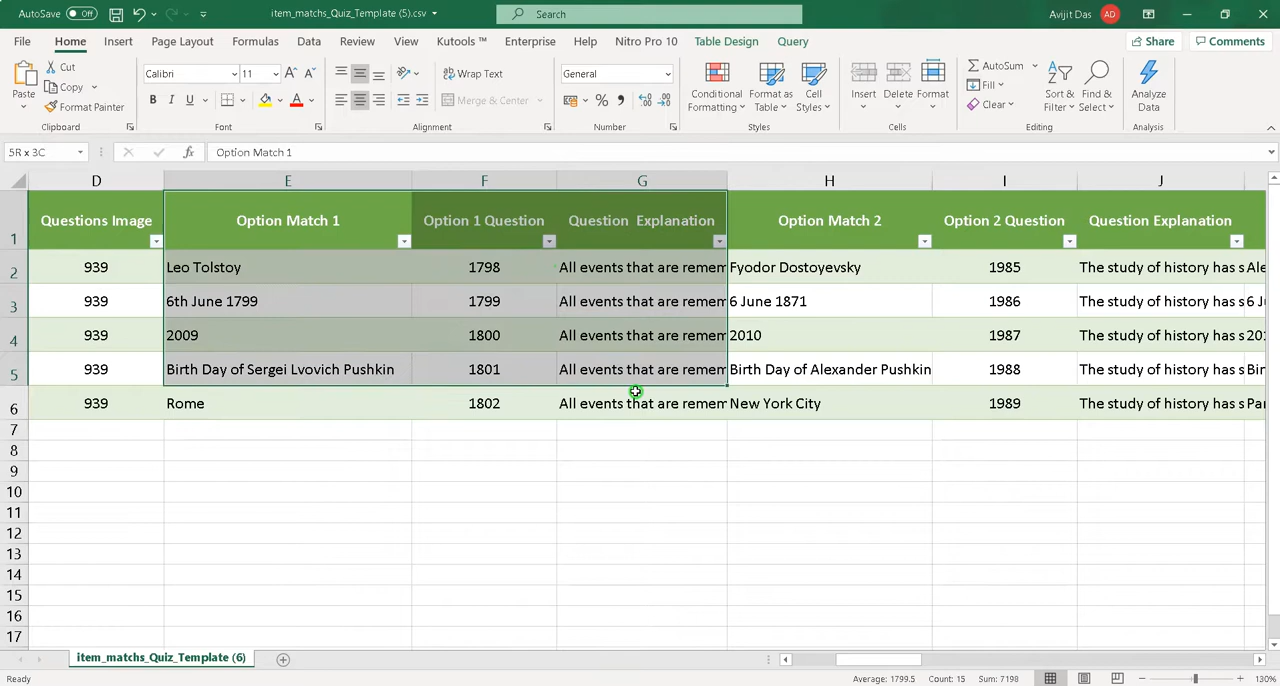 AutoSave Off item_matchs_Quiz_Template (5).csv Search Avijit Das AD
File Home Insert Page Layout Formulas Data Review View Kutools ™ Enterprise Help Nitro Pro 10 Table Design Query Share Comments
Paste Cut Copy Format Painter Clipboard
Calibri 11 B I U A Font
Wrap Text Merge & Center Alignment
General % Number
Conditional Formatting Format as Table Cell Styles Styles
Insert Delete Format Cells
AutoSum Fill Clear Sort & Filter Find & Select Editing
Analyze Data Analysis
5R x 3C fx Option Match 1
D E F G H I J
1 Questions Image Option Match 1 Option 1 Question Question Explanation Option Match 2 Option 2 Question Question Explanation
2 939 Leo Tolstoy 1798 All events that are remem Fyodor Dostoyevsky 1985 The study of history has s Ale
3 939 6th June 1799 1799 All events that are remem 6 June 1871 1986 The study of history has s 6 J
4 939 2009 1800 All events that are remem 2010 1987 The study of history has s 201
5 939 Birth Day of Sergei Lvovich Pushkin 1801 All events that are remem Birth Day of Alexander Pushkin 1988 The study of history has s Bir
6 939 Rome 1802 All events that are remem New York City 1989 The study of history has s Par
7
8
9
10
11
12
13
14
15
16
17
item_matchs_Quiz_Template (6)
Ready Average: 1799.5 Count: 15 Sum: 7198 130%